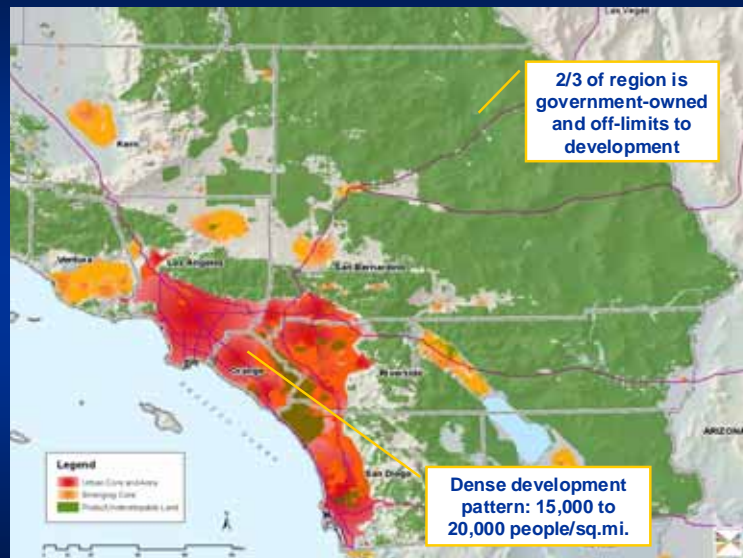 Las Vegas
2/3 of region is
government-owned
and off-limits to
development
Kern
Ventura
Los Angeles
San Bernardino
Orange
Riverside
ARIZONA
San Diego
Legend
Urban Core and Area
Emerging Core
Public/Undevelopable Land
Dense development
pattern: 15,000 to
20,000 people/sq.mi.